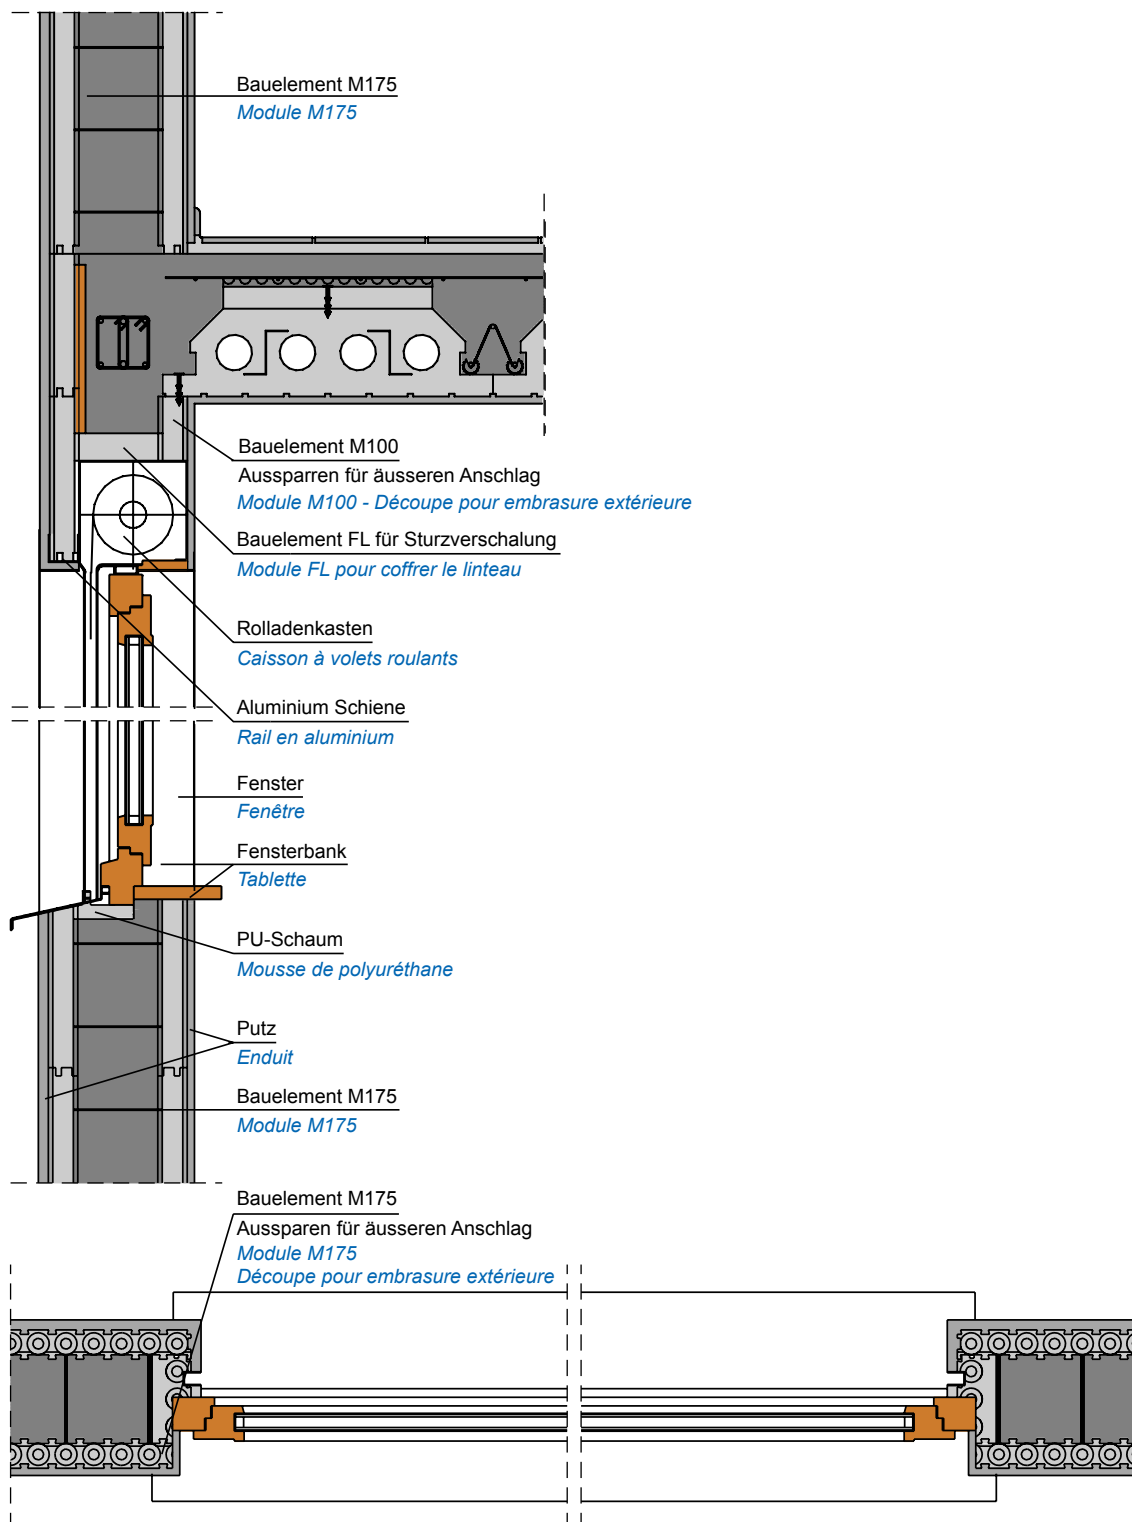 Bauelement M175
Module M175
Bauelement M100
Aussparren für äusseren Anschlag
Module M100 - Découpe pour embrasure extérieure
Bauelement FL für Sturzverschalung
Module FL pour coffrer le linteau
Rolladenkasten
Caisson à volets roulants
Aluminium Schiene
Rail en aluminium
Fenster
Fenêtre
Fensterbank
Tablette
PU-Schaum
Mousse de polyuréthane
Putz
Enduit
Bauelement M175
Module M175
Bauelement M175
Aussparen für äusseren Anschlag
Module M175
Découpe pour embrasure extérieure